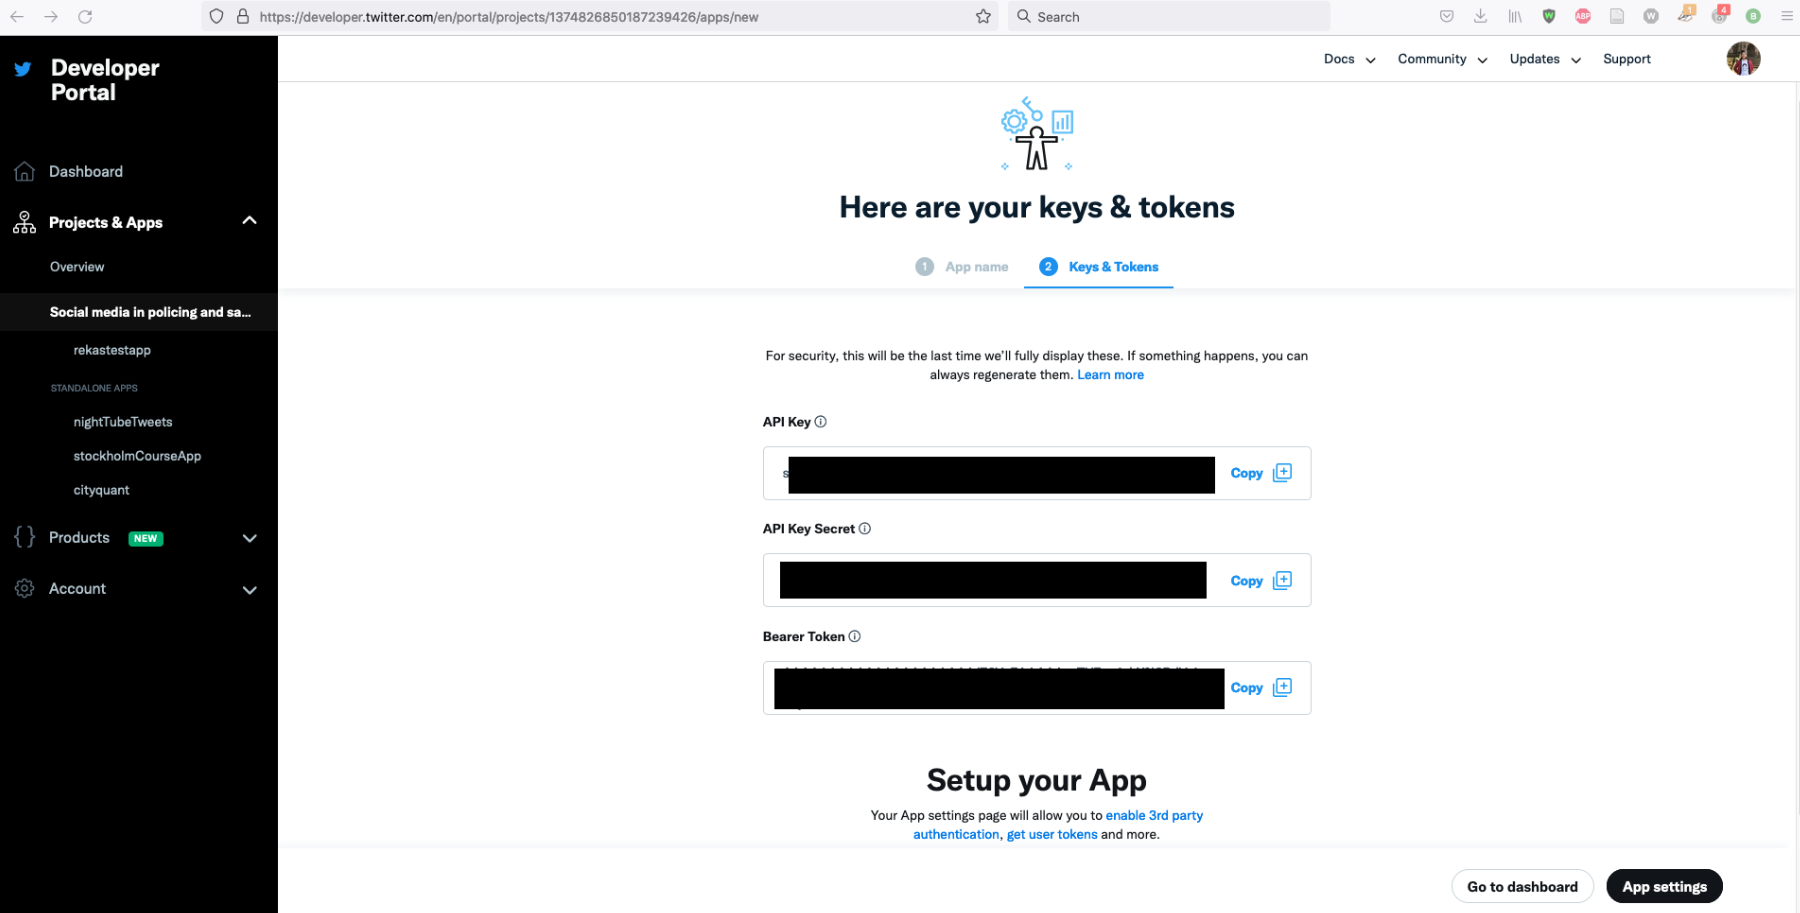 https://developer.twitter.com/en/portal/projects/1374826850187239426/apps/new
Search
W
ABP
W
1
4
B
Developer
Portal
Docs
Community
Updates
Support
Dashboard
Projects & Apps
Overview
Social media in policing and sa...
rekastestapp
STANDALONE APPS
nightTubeTweets
stockholmCourseApp
cityquant
Products NEW
Account
Here are your keys & tokens
1 App name
2 Keys & Tokens
For security, this will be the last time we'll fully display these. If something happens, you can
always regenerate them. Learn more
API Key
s
Copy
API Key Secret
Copy
Bearer Token
Copy
Setup your App
Your App settings page will allow you to enable 3rd party
authentication, get user tokens and more.
Go to dashboard
App settings